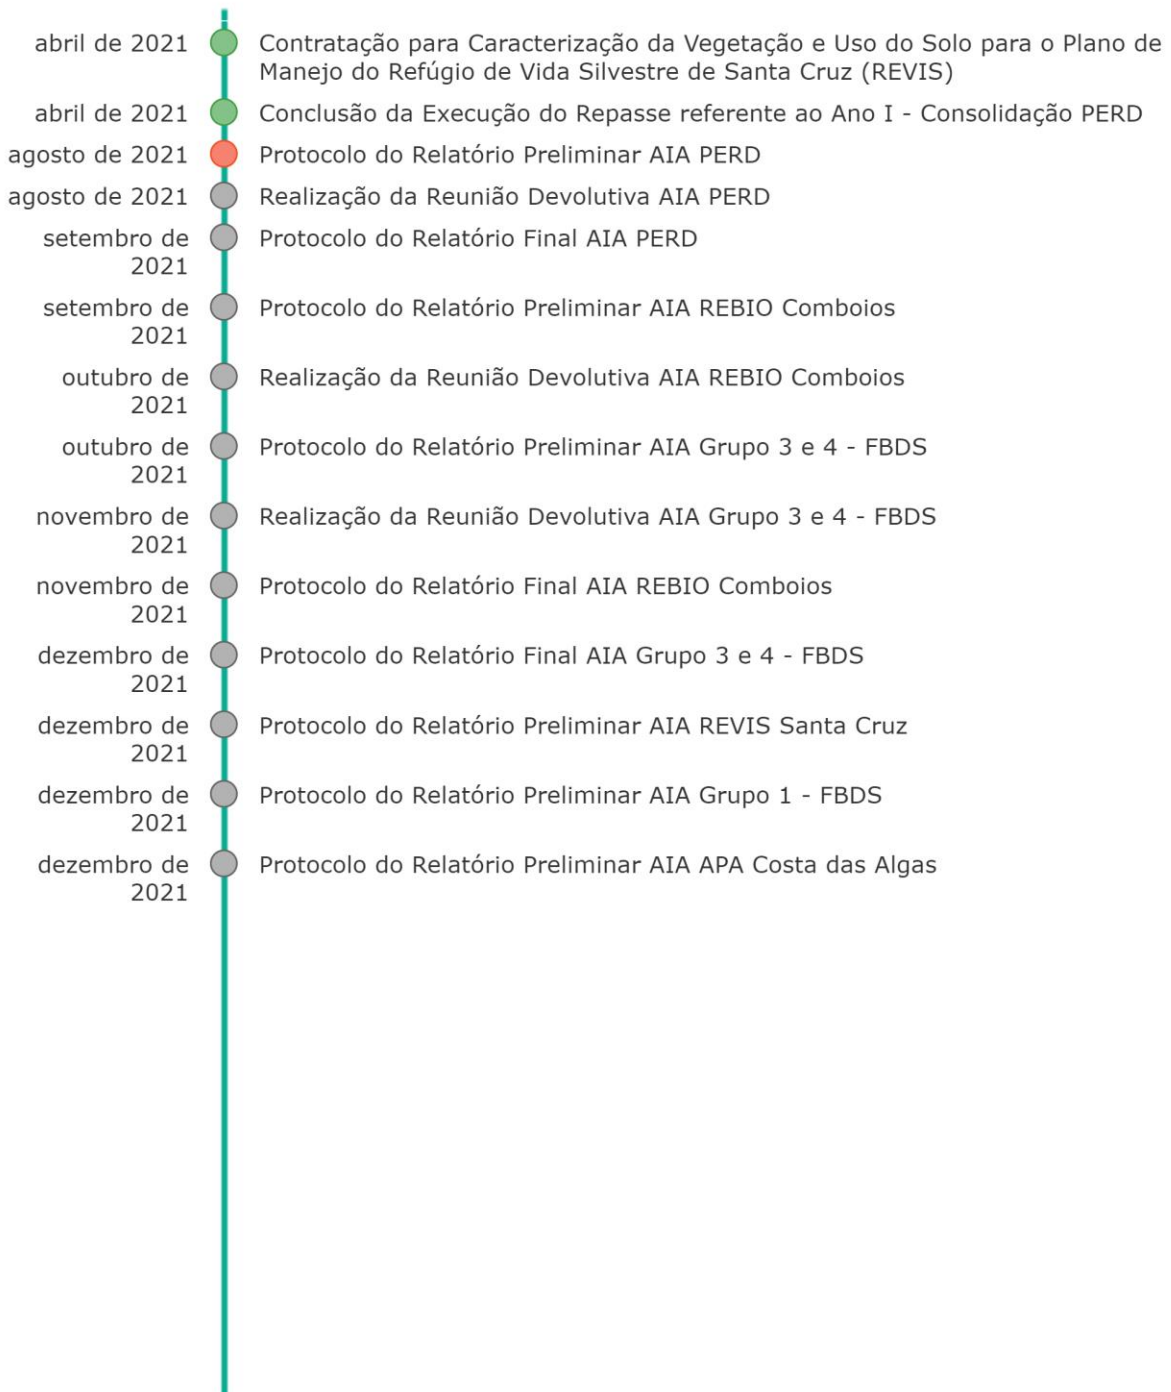 abril de 2021 Contratação para Caracterização da Vegetação e Uso do Solo para o Plano de
Manejo do Refúgio de Vida Silvestre de Santa Cruz (REVIS)
abril de 2021 Conclusão da Execução do Repasse referente ao Ano I - Consolidação PERD
agosto de 2021 Protocolo do Relatório Preliminar AIA PERD
agosto de 2021 Realização da Reunião Devolutiva AIA PERD
setembro de Protocolo do Relatório Final AIA PERD
2021
setembro de Protocolo do Relatório Preliminar AIA REBIO Comboios
2021
outubro de Realização da Reunião Devolutiva AIA REBIO Comboios
2021
outubro de Protocolo do Relatório Preliminar AIA Grupo 3 e 4 - FBDS
2021
novembro de Realização da Reunião Devolutiva AIA Grupo 3 e 4 - FBDS
2021
novembro de Protocolo do Relatório Final AIA REBIO Comboios
2021
dezembro de Protocolo do Relatório Final AIA Grupo 3 e 4 - FBDS
2021
dezembro de Protocolo do Relatório Preliminar AIA REVIS Santa Cruz
2021
dezembro de Protocolo do Relatório Preliminar AIA Grupo 1 - FBDS
2021
dezembro de Protocolo do Relatório Preliminar AIA APA Costa das Algas
2021